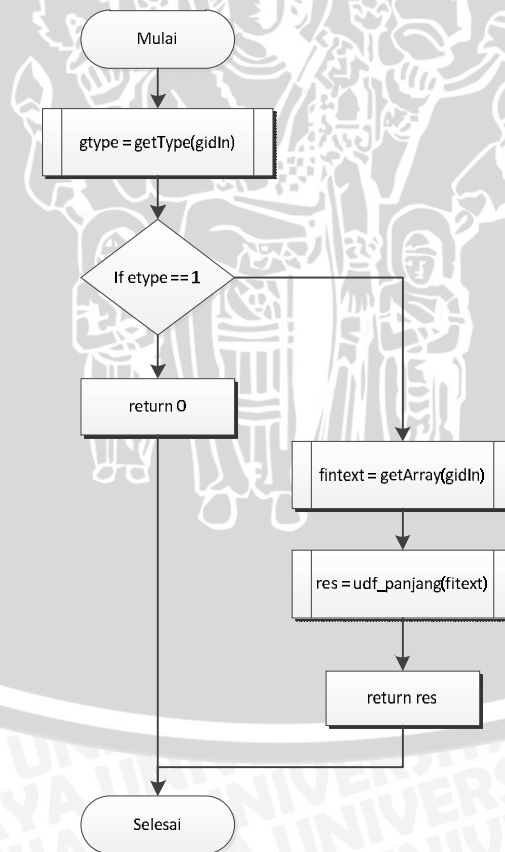 Mulai
gtype = getType(gidIn)
If etype == 1
return 0
fintext = getArray(gidIn)
res = udf_panjang(fitext)
return res
Selesai